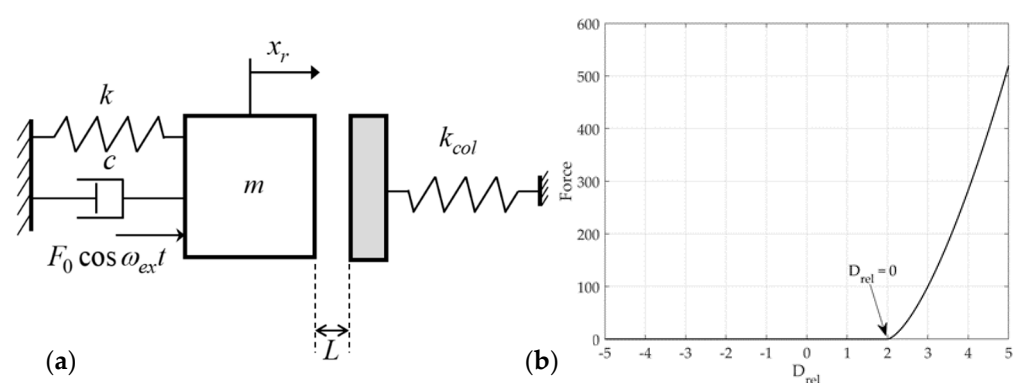 x_r
k
k_col
c
m
F_0 cos ω_ex t
L
(a)
600
500
400
300
200
100
0
Force
D_rel = 0
-5 -4 -3 -2 -1 0 1 2 3 4 5
D_rel
(b)